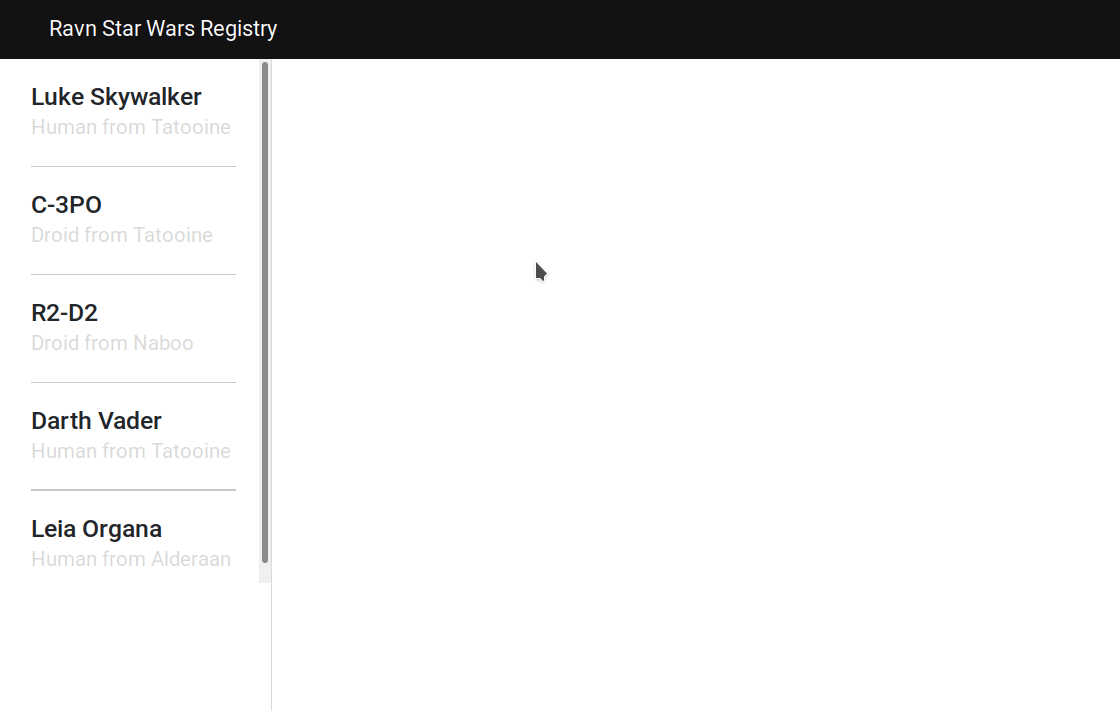 Ravn Star Wars Registry
Luke Skywalker
Human from Tatooine
C-3PO
Droid from Tatooine
R2-D2
Droid from Naboo
Darth Vader
Human from Tatooine
Leia Organa
Human from Alderaan